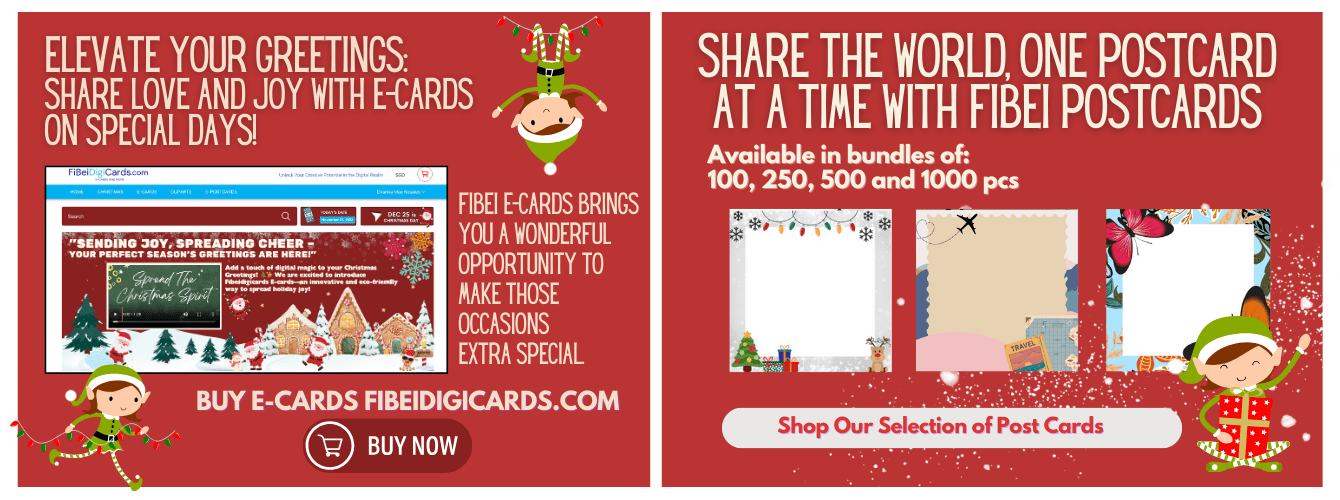 ELEVATE YOUR GREETINGS:
SHARE LOVE AND JOY WITH E-CARDS
ON SPECIAL DAYS!
FiBeiDigiCards.com
Unlock Your Creative Potential in the Digital Realm
SGD
HOME CHRISTMAS E-CARDS CLIPARTS E-POSTCARDS
Search
TODAY'S DATE
DEC 25 is
CHRISTMAS DAY
"SENDING JOY, SPREADING CHEER –
YOUR PERFECT SEASON'S GREETINGS ARE HERE!"
Spread The
Christmas Spirit
Add a touch of digital magic to your Christmas
Greetings! We are excited to introduce
Fibeidigicards E-cards—an innovative and eco-friendly
way to spread holiday joy!
FIBEI E-CARDS BRINGS
YOU A WONDERFUL
OPPORTUNITY TO
MAKE THOSE
OCCASIONS
EXTRA SPECIAL.
BUY E-CARDS FIBEIDIGICARDS.COM
BUY NOW
SHARE THE WORLD, ONE POSTCARD
AT A TIME WITH FIBEI POSTCARDS
Available in bundles of:
100, 250, 500 and 1000 pcs
TRAVEL
Shop Our Selection of Post Cards